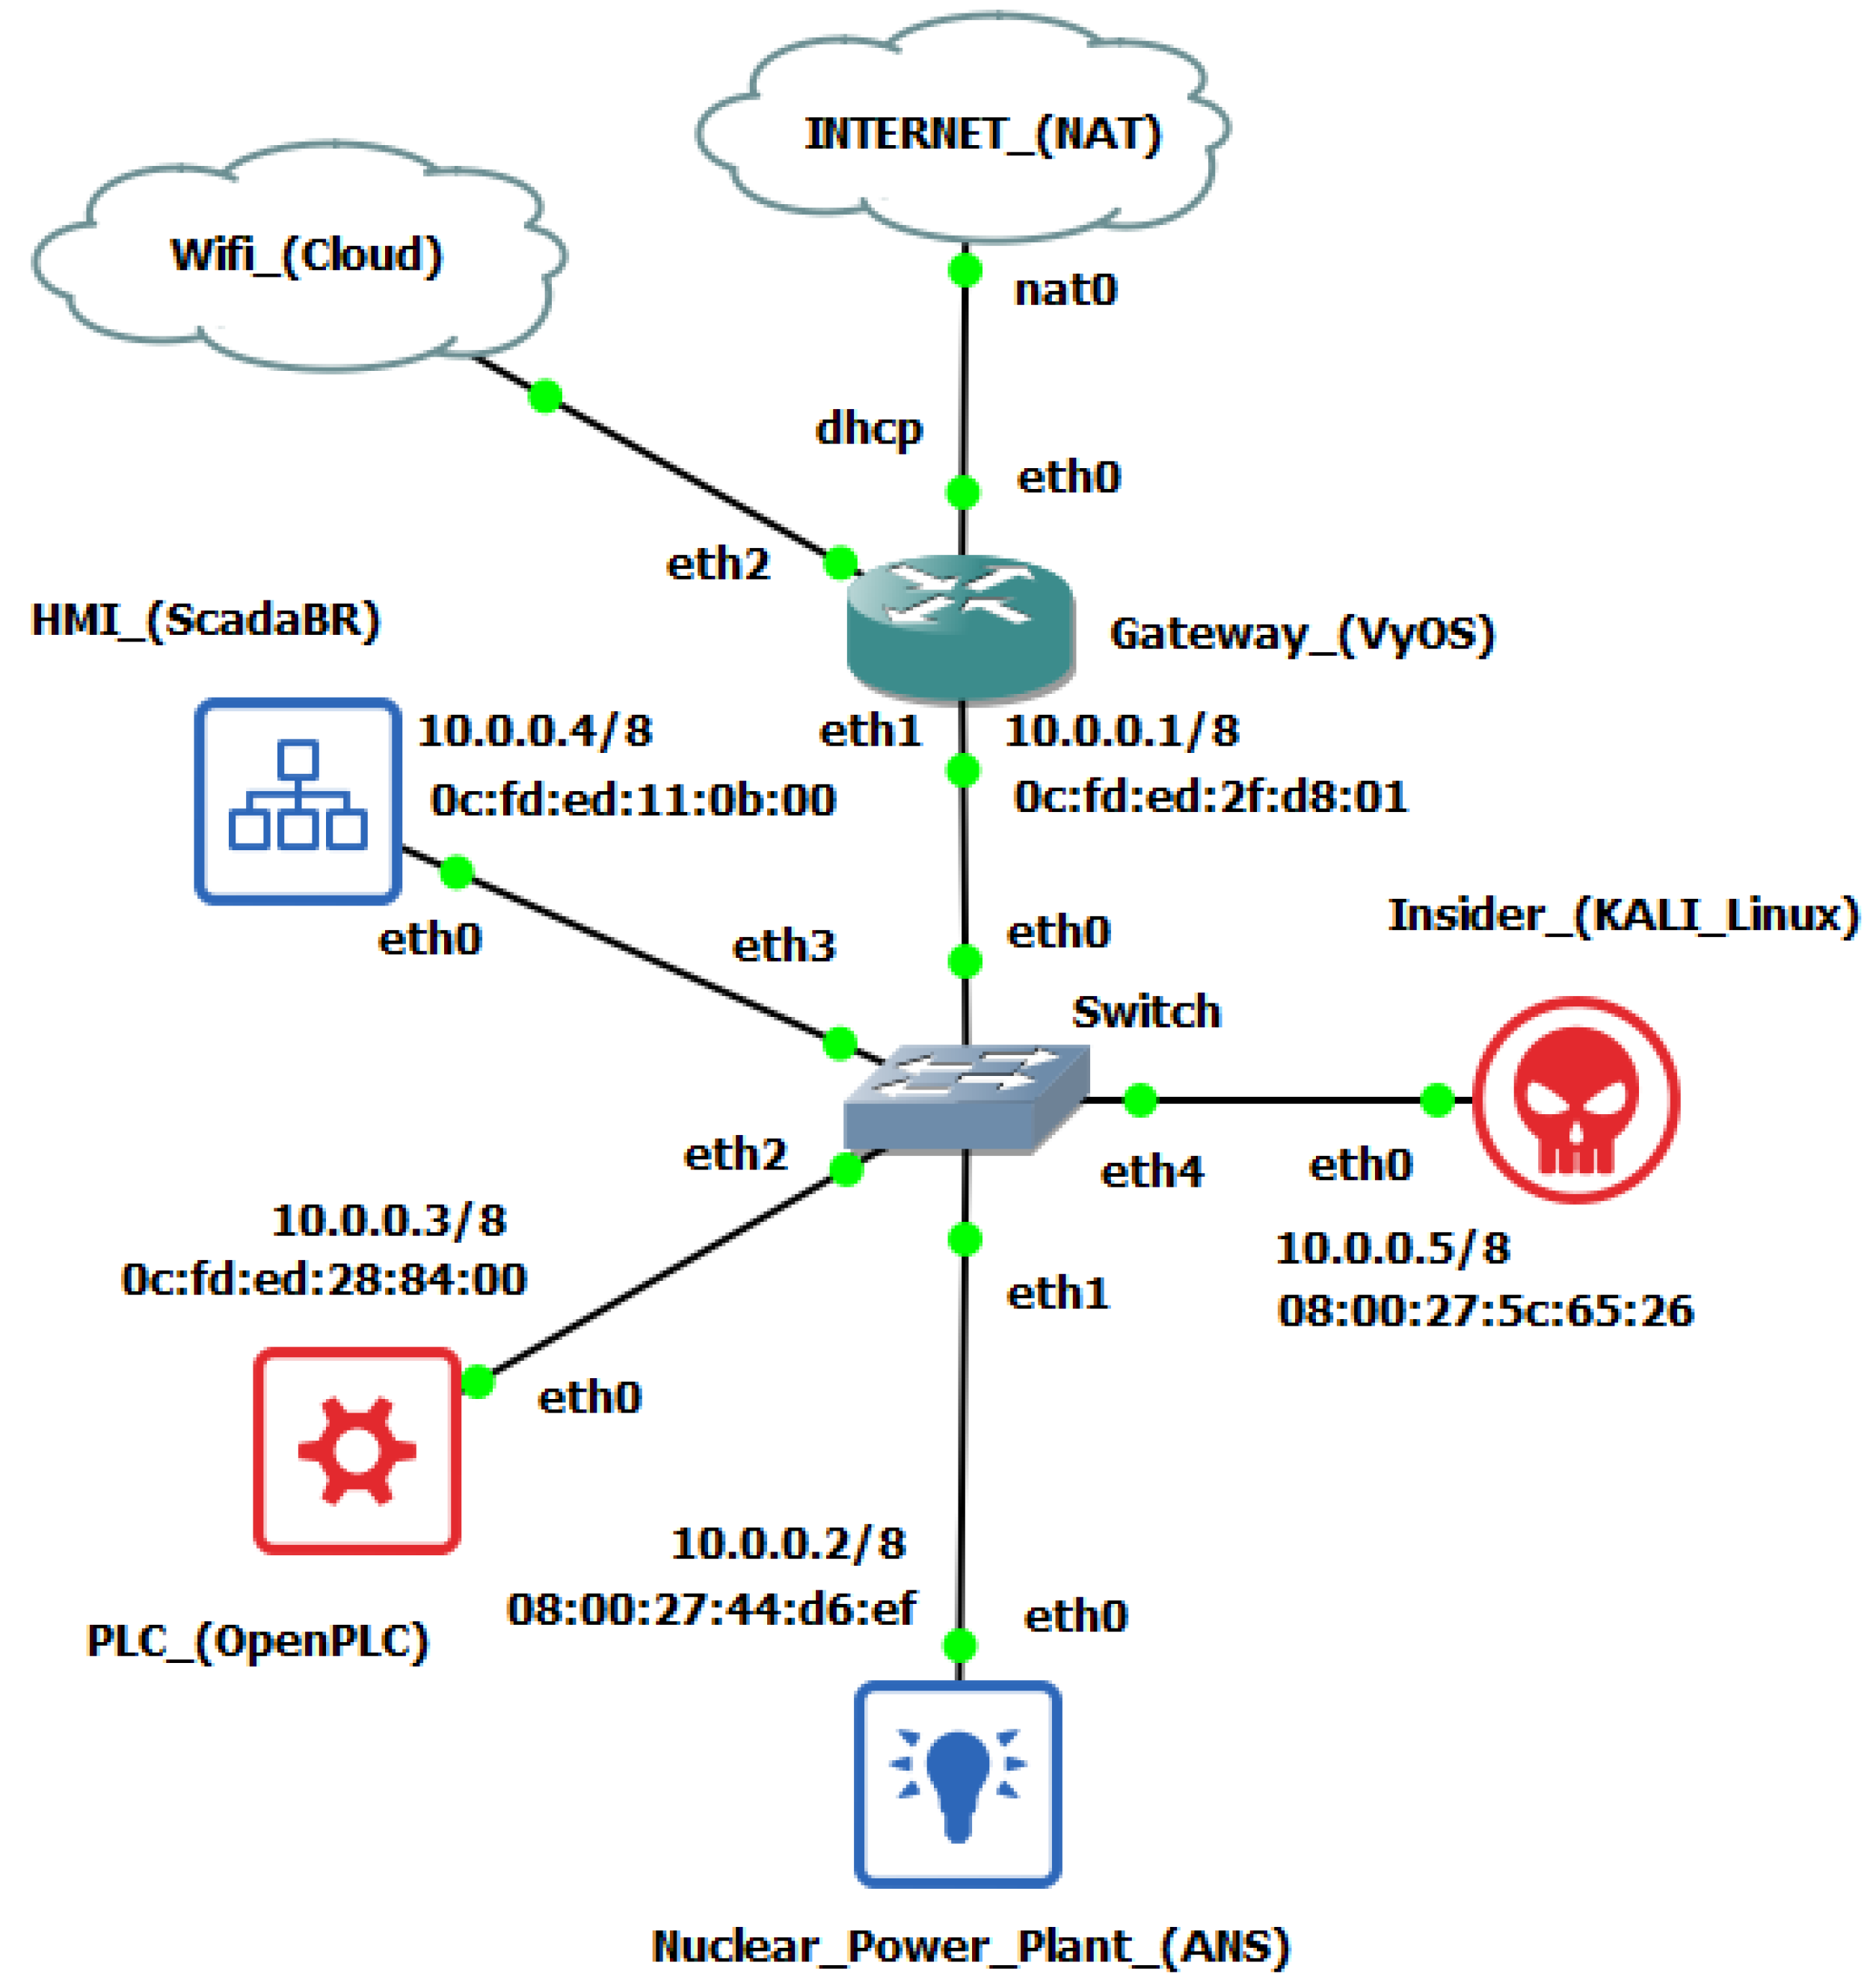 INTERNET_(NAT)
Wifi_(Cloud)
nat0
dhcp
eth0
eth2
HMI_(ScadaBR)
Gateway_(VyOS)
10.0.0.4/8
0c:fd:ed:11:0b:00
eth1
10.0.0.1/8
0c:fd:ed:2f:d8:01
eth0
eth3
eth0
Insider_(KALI_Linux)
Switch
eth2
eth4
eth0
10.0.0.3/8
0c:fd:ed:28:84:00
10.0.0.5/8
08:00:27:5c:65:26
eth1
eth0
10.0.0.2/8
08:00:27:44:d6:ef
eth0
PLC_(OpenPLC)
Nuclear_Power_Plant_(ANS)